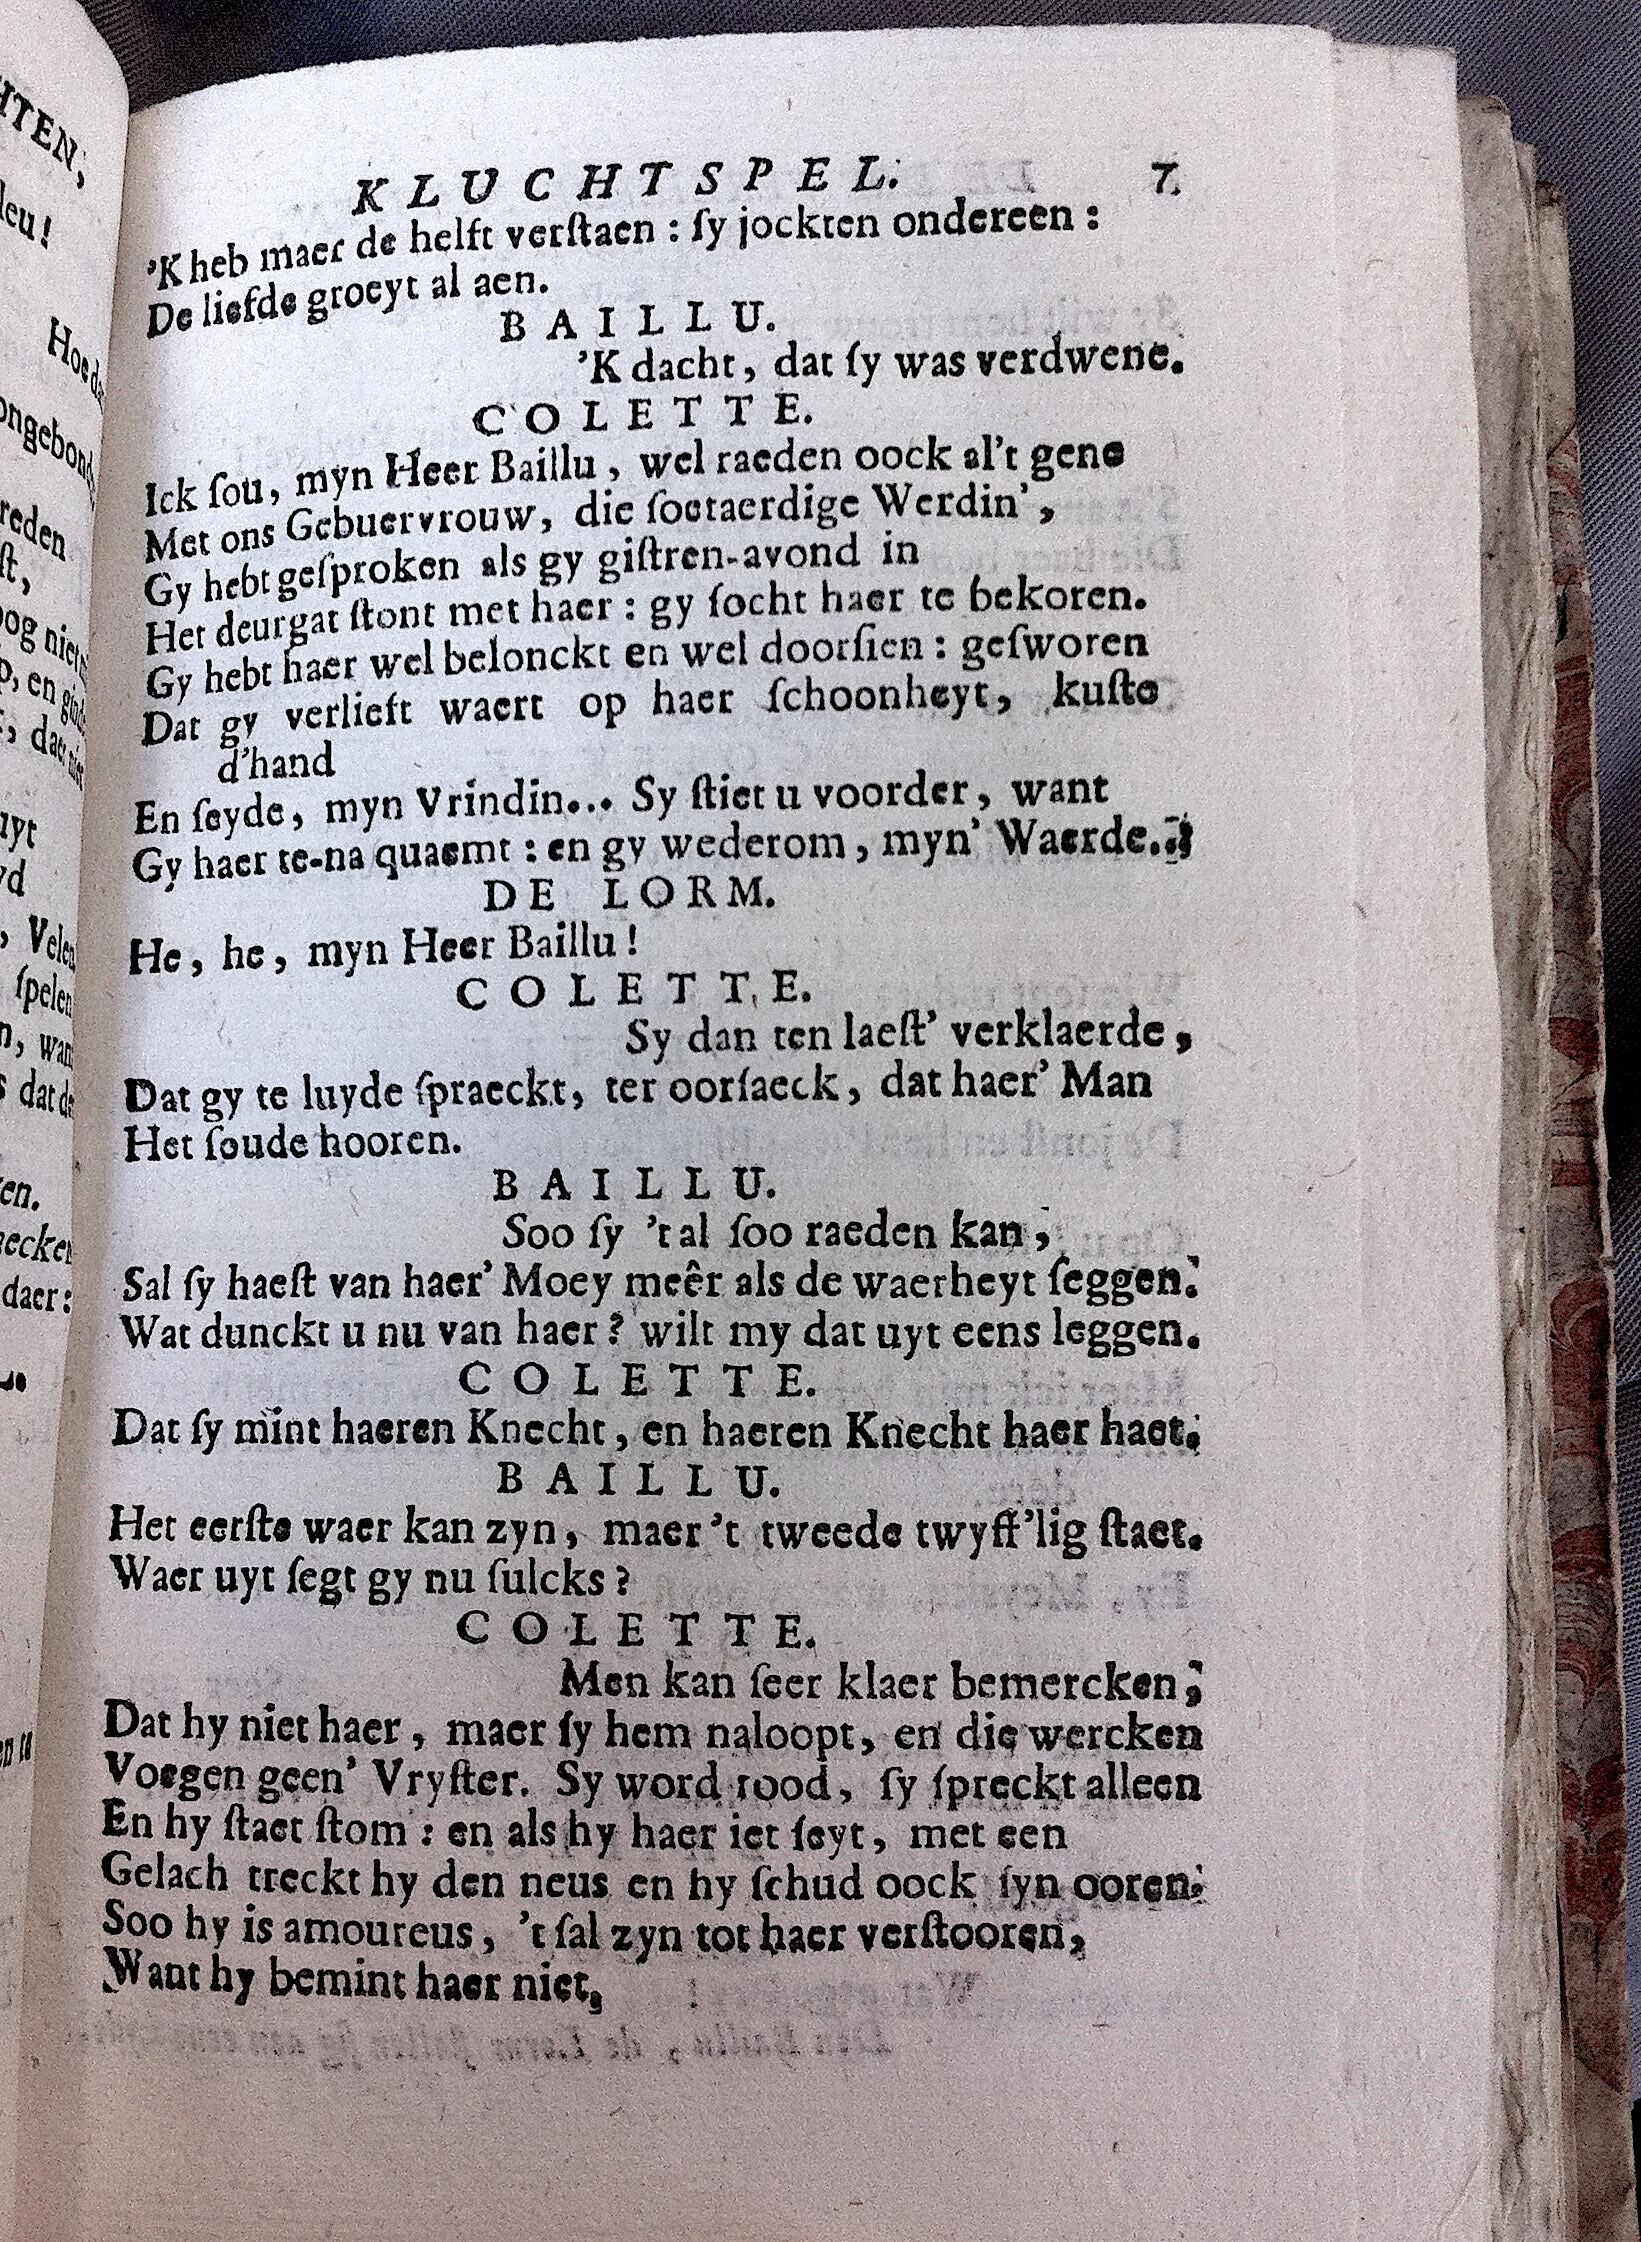 KLUCHTSPEL. 7.
'K heb maer de helft verſtaen : ſy jockten ondereen :
De liefde groeyt al aen.
BAILLU.
'K dacht, dat ſy was verdwene.
COLETTE.
Ick ſou, myn Heer Baillu, wel raeden oock al't gene
Met ons Gebuervrouw, die ſoetaerdige Werdin',
Gy hebt geſproken als gy giſtren-avond in
Het deurgat ſtont met haer : gy ſocht haer te bekoren.
Gy hebt haer wel belonckt en wel doorſien : geſworen
Dat gy verlieft waert op haer ſchoonheyt, kuſte
d'hand
En ſeyde, myn Vrindin... Sy ſtiet u voorder, want
Gy haer te-na quaemt : en gy wederom, myn' Waerde..
DE LORM.
He, he, myn Heer Baillu !
COLETTE.
Sy dan ten laeſt' verklaerde,
Dat gy te luyde ſpraeckt, ter oorſaeck, dat haer' Man
Het ſoude hooren.
BAILLU.
Soo ſy 't al ſoo raeden kan,
Sal ſy haeſt van haer' Moey meêr als de waerheyt ſeggen.
Wat dunckt u nu van haer ? wilt my dat uyt eens leggen.
COLETTE.
Dat ſy mint haeren Knecht, en haeren Knecht haer haet.
BAILLU.
Het eerſte waer kan zyn, maer 't tweede twyff'lig ſtaet.
Waer uyt ſegt gy nu ſulcks ?
COLETTE.
Men kan ſeer klaer bemercken,
Dat hy niet haer, maer ſy hem naloopt, en die wercken
Voegen geen' Vryſter. Sy word rood, ſy ſpreckt alleen
En hy ſtaet ſtom : en als hy haer iet ſeyt, met een
Gelach treckt hy den neus en hy ſchud oock ſyn ooren.
Soo hy is amoureus, 't ſal zyn tot haer verſtooren,
Want hy bemint haer niet,